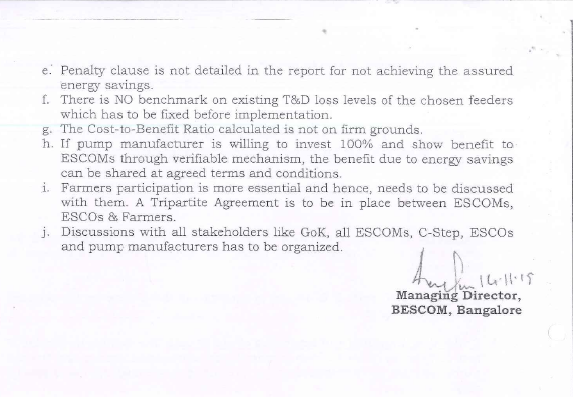 e. Penalty clause is not detailed in the report for not achieving the assured
energy savings.
f. There is NO benchmark on existing T&D loss levels of the chosen feeders
which has to be fixed before implementation.
g. The Cost-to-Benefit Ratio calculated is not on firm grounds.
h. If pump manufacturer is willing to invest 100% and show benefit to
ESCOMs through verifiable mechanism, the benefit due to energy savings
can be shared at agreed terms and conditions.
i. Farmers participation is more essential and hence, needs to be discussed
with them. A Tripartite Agreement is to be in place between ESCOMs,
ESCOs & Farmers.
j. Discussions with all stakeholders like GoK, all ESCOMs, C-Step, ESCOs
and pump manufacturers has to be organized.
Managing Director,
BESCOM, Bangalore